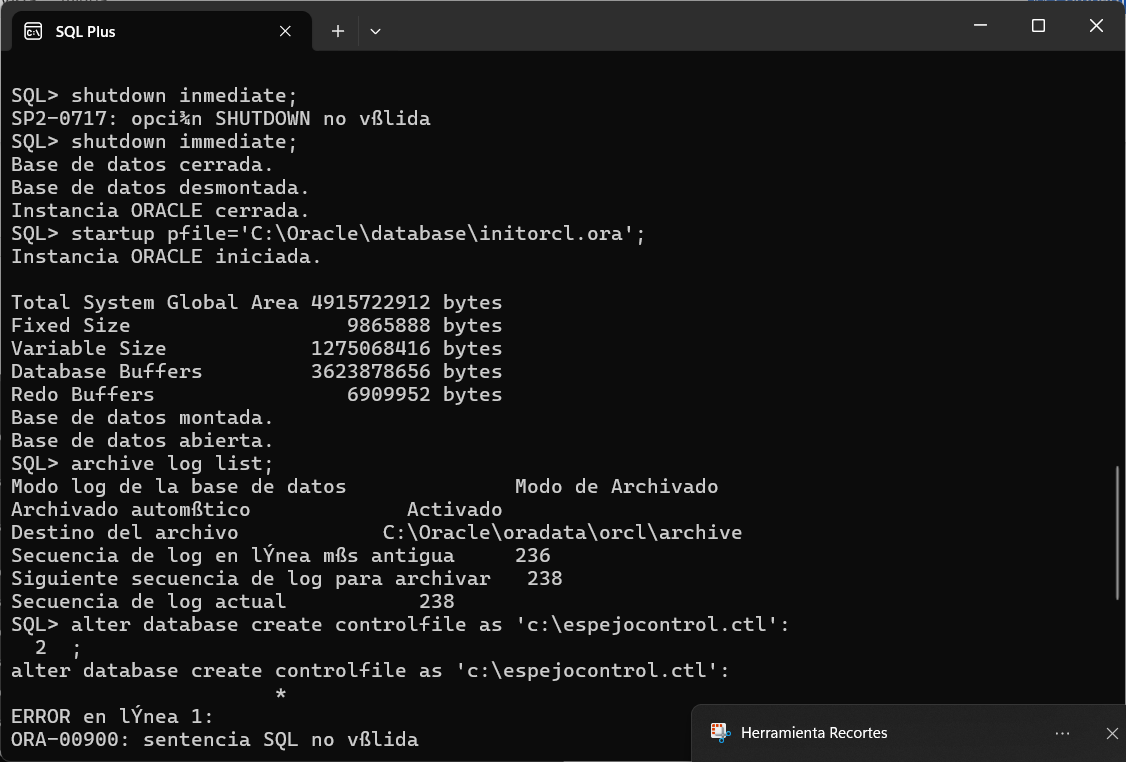 SQL Plus
SQL> shutdown inmediate;
SP2-0717: opci¾n SHUTDOWN no vßlida
SQL> shutdown immediate;
Base de datos cerrada.
Base de datos desmontada.
Instancia ORACLE cerrada.
SQL> startup pfile='C:\Oracle\database\initorcl.ora';
Instancia ORACLE iniciada.
Total System Global Area 4915722912 bytes
Fixed Size 9865888 bytes
Variable Size 1275068416 bytes
Database Buffers 3623878656 bytes
Redo Buffers 6909952 bytes
Base de datos montada.
Base de datos abierta.
SQL> archive log list;
Modo log de la base de datos Modo de Archivado
Archivado automßtico Activado
Destino del archivo C:\Oracle\oradata\orcl\archive
Secuencia de log en lÝnea mßs antigua 236
Siguiente secuencia de log para archivar 238
Secuencia de log actual 238
SQL> alter database create controlfile as 'c:\espejocontrol.ctl':
2 ;
alter database create controlfile as 'c:\espejocontrol.ctl':
*
ERROR en lÝnea 1:
ORA-00900: sentencia SQL no vßlida
Herramienta Recortes